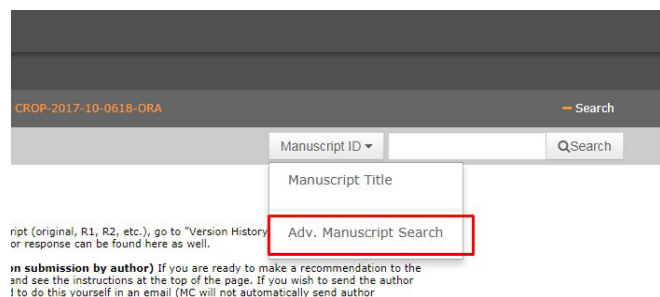 CROP-2017-10-0618-ORA
– Search
Manuscript ID
Search
Manuscript Title
Adv. Manuscript Search
ript (original, R1, R2, etc.), go to "Version History
or response can be found here as well.
on submission by author) If you are ready to make a recommendation to the
and see the instructions at the top of the page. If you wish to send the author
d to do this yourself in an email (MC will not automatically send author